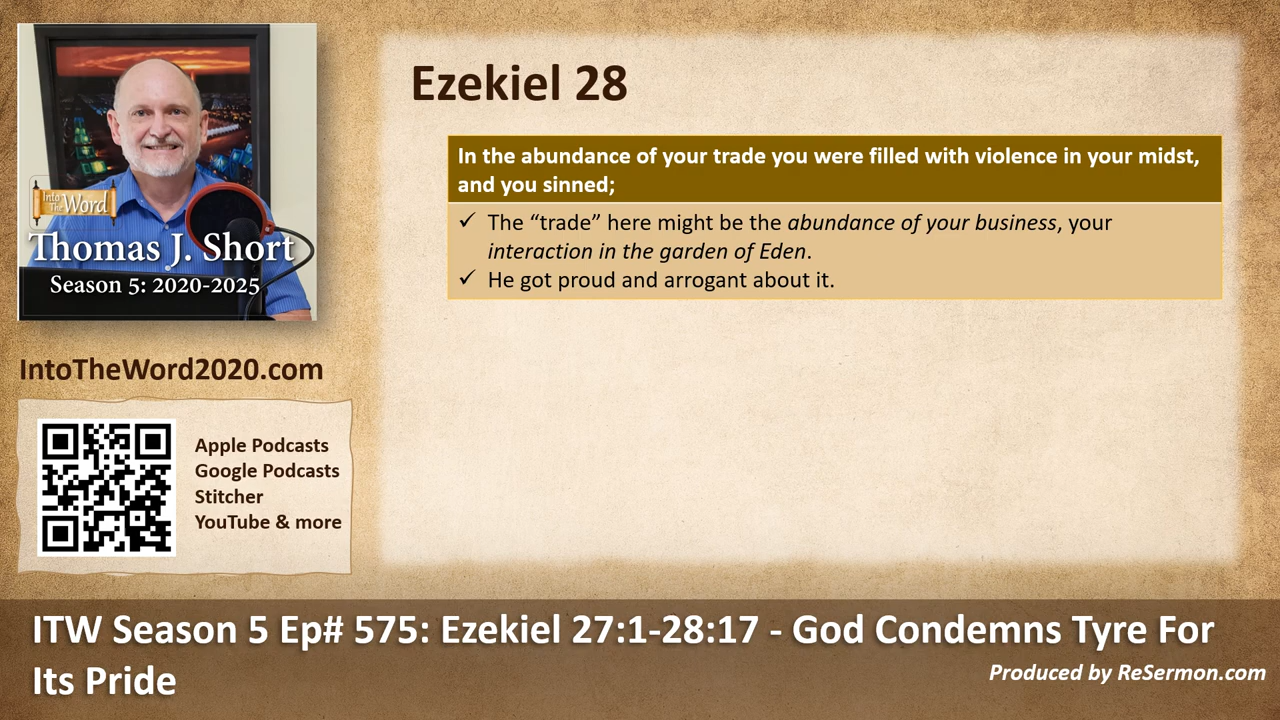 Into
The Word
Thomas J. Short
Season 5: 2020-2025
IntoTheWord2020.com
Apple Podcasts
Google Podcasts
Stitcher
YouTube & more
Ezekiel 28
In the abundance of your trade you were filled with violence in your midst,
and you sinned;
✓ The “trade” here might be the abundance of your business, your
interaction in the garden of Eden.
✓ He got proud and arrogant about it.
ITW Season 5 Ep# 575: Ezekiel 27:1-28:17 - God Condemns Tyre For
Its Pride
Produced by ReSermon.com